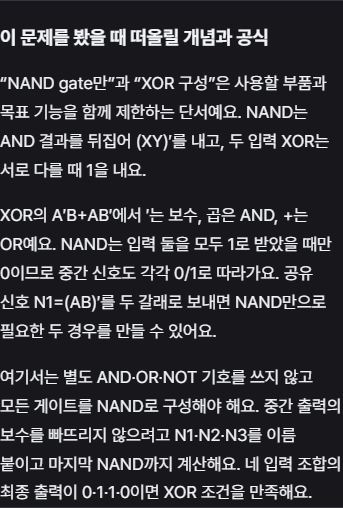 이 문제를 봤을 때 떠올릴 개념과 공식
“NAND gate만”과 “XOR 구성”은 사용할 부품과
목표 기능을 함께 제한하는 단서예요. NAND는
AND 결과를 뒤집어 (XY)′를 내고, 두 입력 XOR는
서로 다를 때 1을 내요.
XOR의 A′B+AB′에서 ′는 보수, 곱은 AND, +는
OR예요. NAND는 입력 둘을 모두 1로 받았을 때만
0이므로 중간 신호도 각각 0/1로 따라가요. 공유
신호 N1=(AB)′를 두 갈래로 보내면 NAND만으로
필요한 두 경우를 만들 수 있어요.
여기서는 별도 AND·OR·NOT 기호를 쓰지 않고
모든 게이트를 NAND로 구성해야 해요. 중간 출력의
보수를 빠뜨리지 않으려고 N1·N2·N3를 이름
붙이고 마지막 NAND까지 계산해요. 네 입력 조합의
최종 출력이 0·1·1·0이면 XOR 조건을 만족해요.